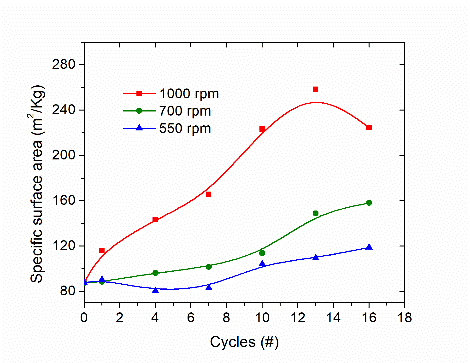 280
240
200
160
120
80
Specific surface area (m²/Kg)
1000 rpm
700 rpm
550 rpm
0 2 4 6 8 10 12 14 16 18
Cycles (#)